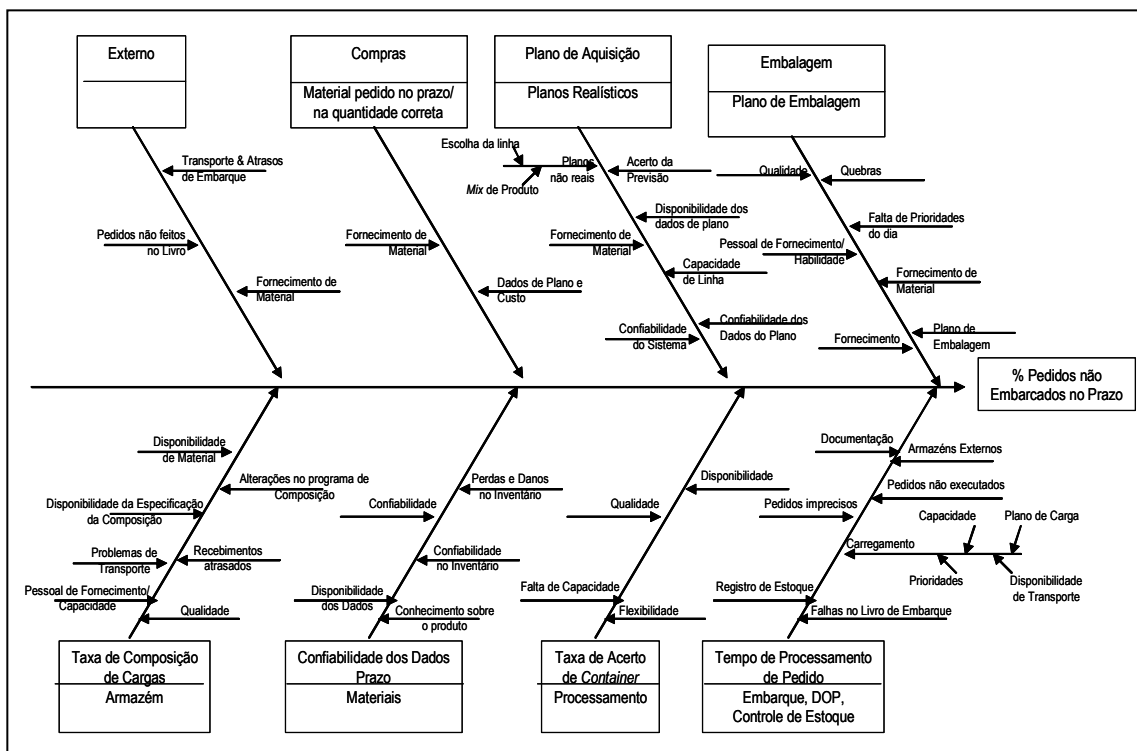 Externo
Compras
Material pedido no prazo/
na quantidade correta
Plano de Aquisição
Planos Realísticos
Embalagem
Plano de Embalagem
Transporte & Atrasos
de Embarque
Pedidos não feitos
no Livro
Fornecimento de
Material
Fornecimento
de Material
Dados de Plano e
Custo
Escolha da linha
Mix de Produto
Planos
não reais
Acerto da
Previsão
Disponibilidade dos
dados de plano
Fornecimento
de Material
Capacidade
de Linha
Confiabilidade dos
Dados do Plano
Confiabilidade
do Sistema
Qualidade
Quebras
Falta de Prioridades
do dia
Pessoal de Fornecimento/
Habilidade
Fornecimento de
Material
Plano de
Embalagem
Fornecimento
% Pedidos não
Embarcados no Prazo
Disponibilidade
de Material
Alterações no programa de
Composição
Disponibilidade da Especificação
da Composição
Problemas de
Transporte
Recebimentos
atrasados
Pessoal de Fornecimento/
Capacidade
Qualidade
Perdas e Danos
no Inventário
Confiabilidade
Confiabilidade
no Inventário
Disponibilidade
dos Dados
Conhecimento sobre
o produto
Disponibilidade
Qualidade
Falta de Capacidade
Flexibilidade
Documentação
Armazéns Externos
Pedidos não executados
Pedidos imprecisos
Capacidade
Plano de Carga
Carregamento
Prioridades
Disponibilidade
de Transporte
Registro de Estoque
Falhas no Livro de Embarque
Taxa de Composição
de Cargas
Armazém
Confiabilidade dos Dados
Prazo
Materiais
Taxa de Acerto
de Container
Processamento
Tempo de Processamento
de Pedido
Embarque, DOP,
Controle de Estoque